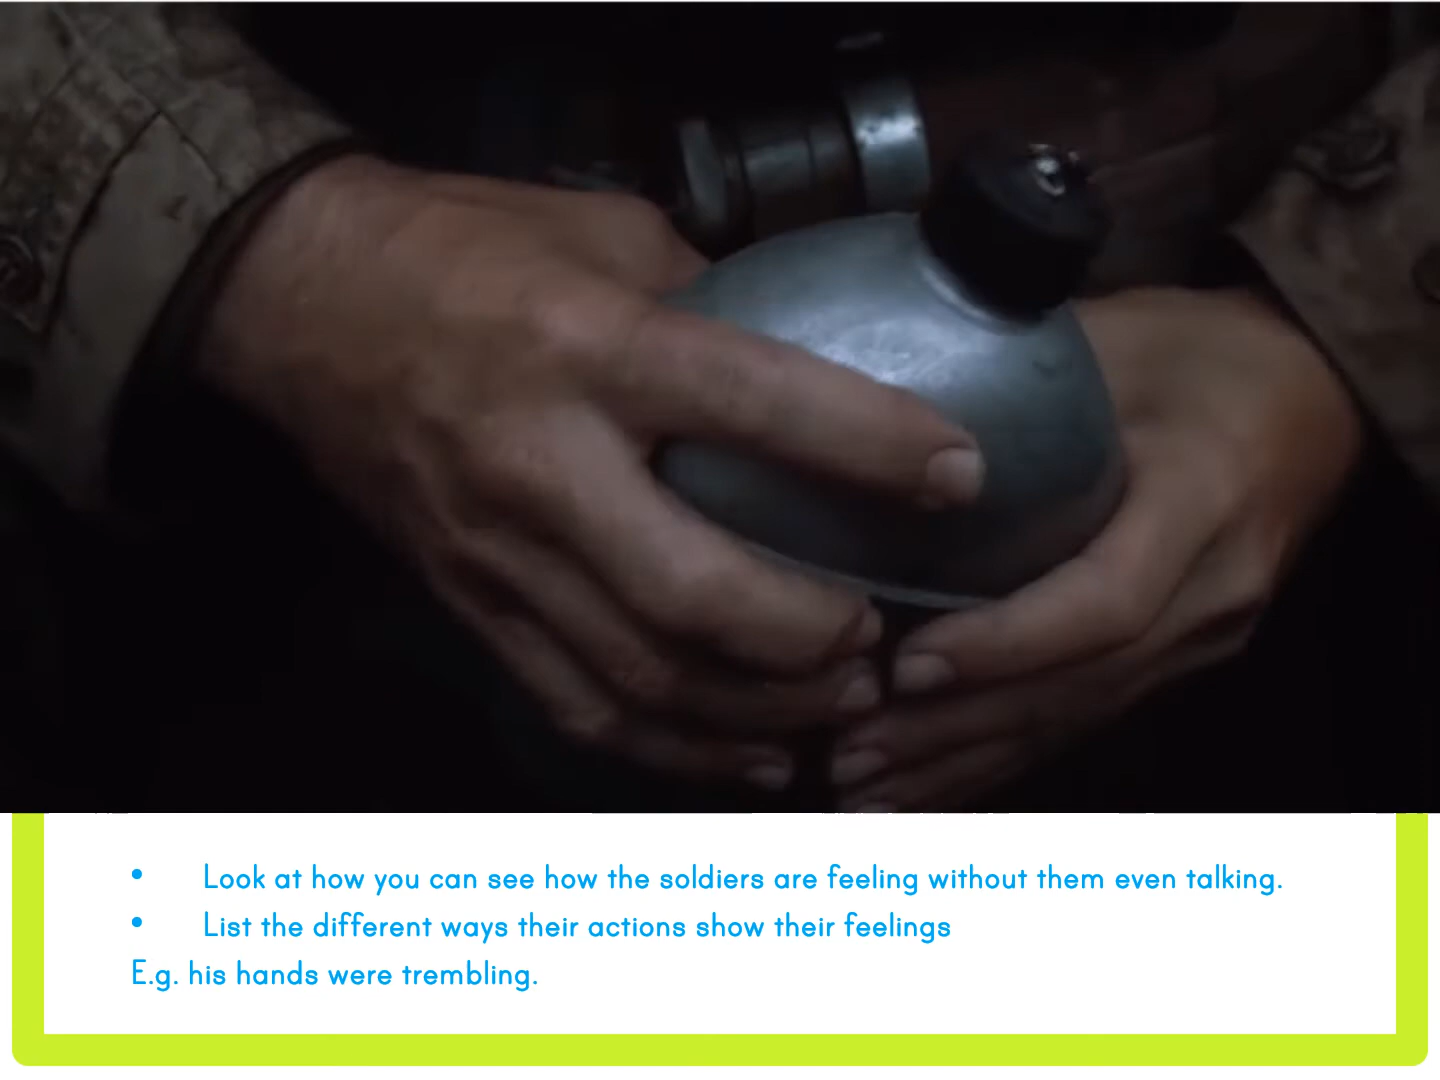 • Look at how you can see how the soldiers are feeling without them even talking.
• List the different ways their actions show their feelings
E.g. his hands were trembling.